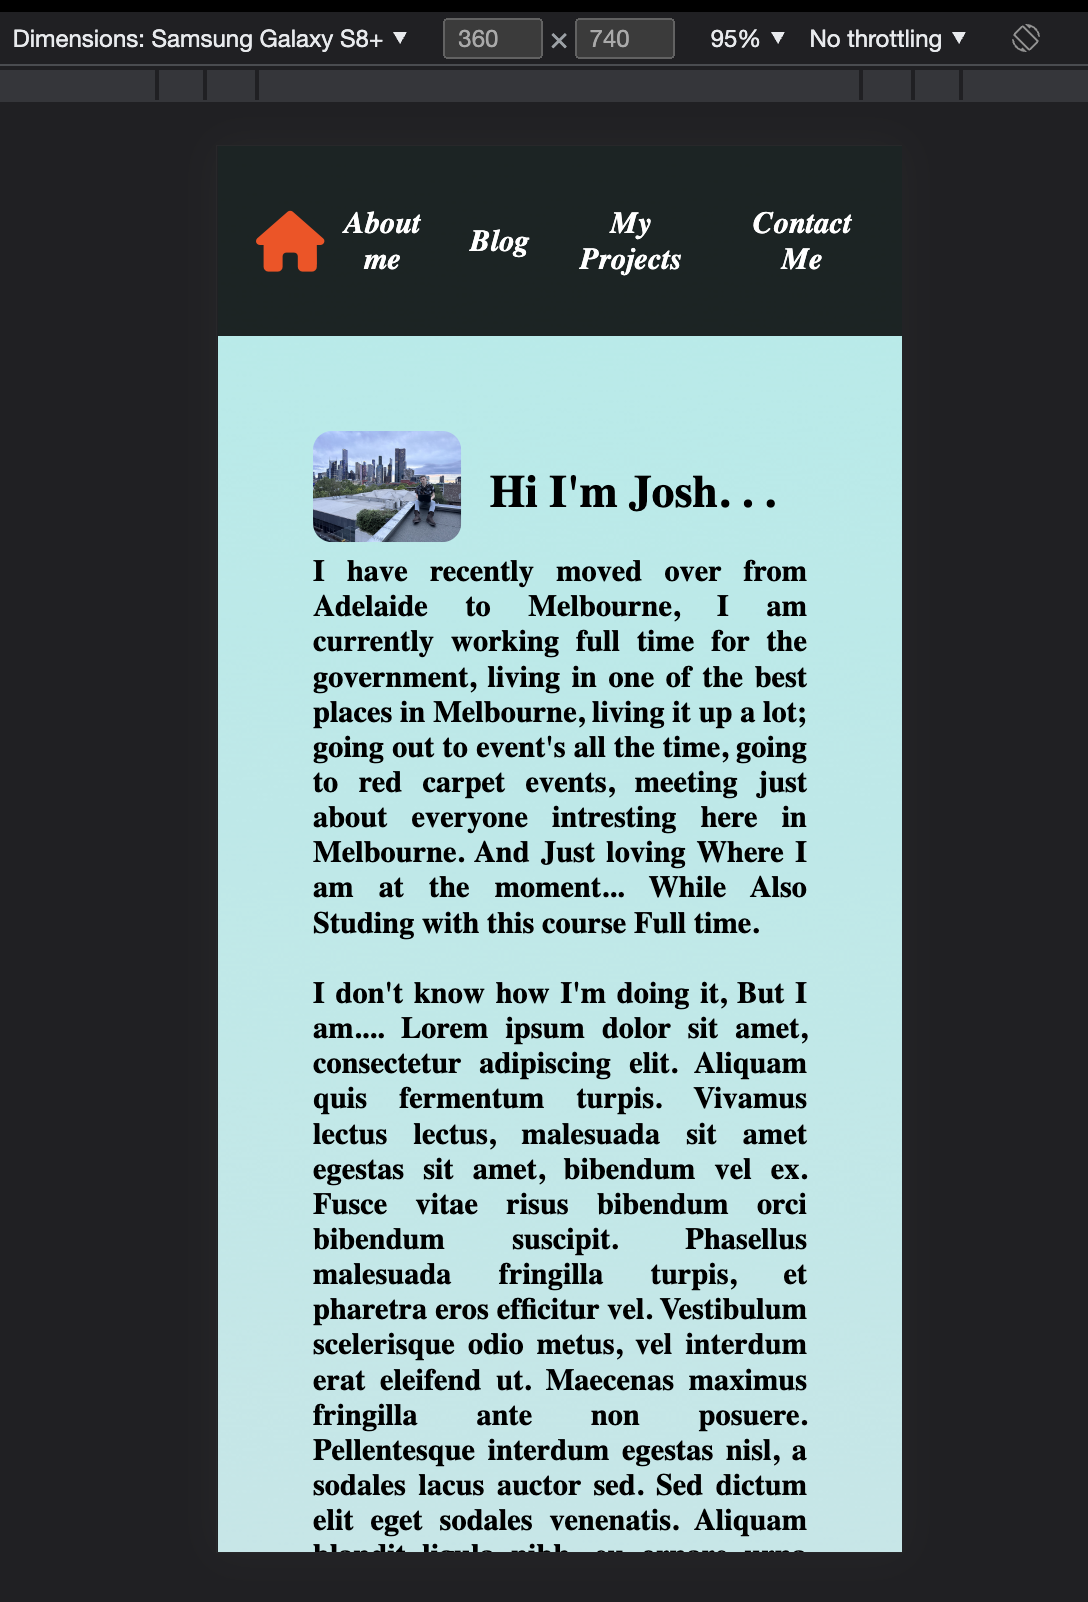 Dimensions: Samsung Galaxy S8+ ▼ 360 × 740 95% ▼ No throttling ▼
About me
Blog
My Projects
Contact Me
Hi I'm Josh. . .
I have recently moved over from
Adelaide to Melbourne, I am
currently working full time for the
government, living in one of the best
places in Melbourne, living it up a lot;
going out to event's all the time, going
to red carpet events, meeting just
about everyone intresting here in
Melbourne. And Just loving Where I
am at the moment... While Also
Studing with this course Full time.
I don't know how I'm doing it, But I
am.... Lorem ipsum dolor sit amet,
consectetur adipiscing elit. Aliquam
quis fermentum turpis. Vivamus
lectus lectus, malesuada sit amet
egestas sit amet, bibendum vel ex.
Fusce vitae risus bibendum orci
bibendum suscipit. Phasellus
malesuada fringilla turpis, et
pharetra eros efficitur vel. Vestibulum
scelerisque odio metus, vel interdum
erat eleifend ut. Maecenas maximus
fringilla ante non posuere.
Pellentesque interdum egestas nisl, a
sodales lacus auctor sed. Sed dictum
elit eget sodales venenatis. Aliquam